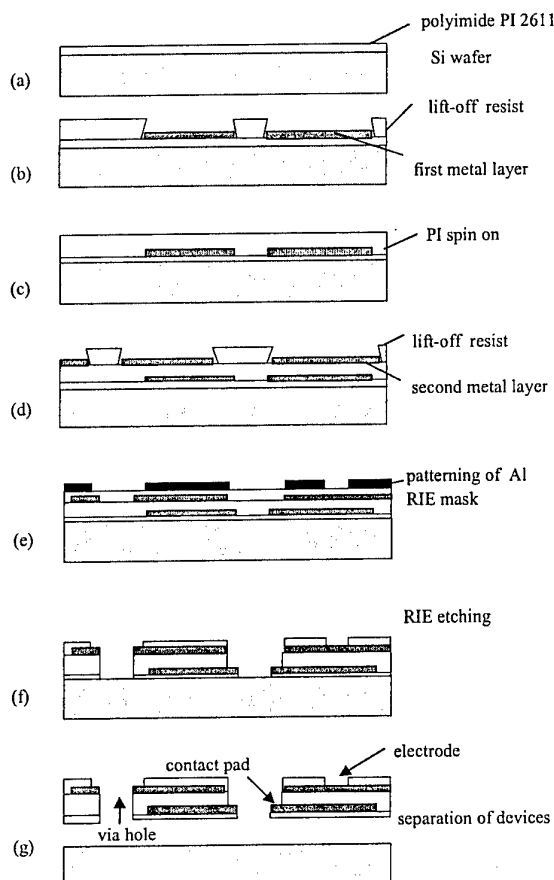 polyimide PI 2611
Si wafer
(a)
lift-off resist
first metal layer
(b)
PI spin on
(c)
lift-off resist
second metal layer
(d)
patterning of Al
RIE mask
(e)
RIE etching
(f)
contact pad
electrode
via hole
separation of devices
(g)